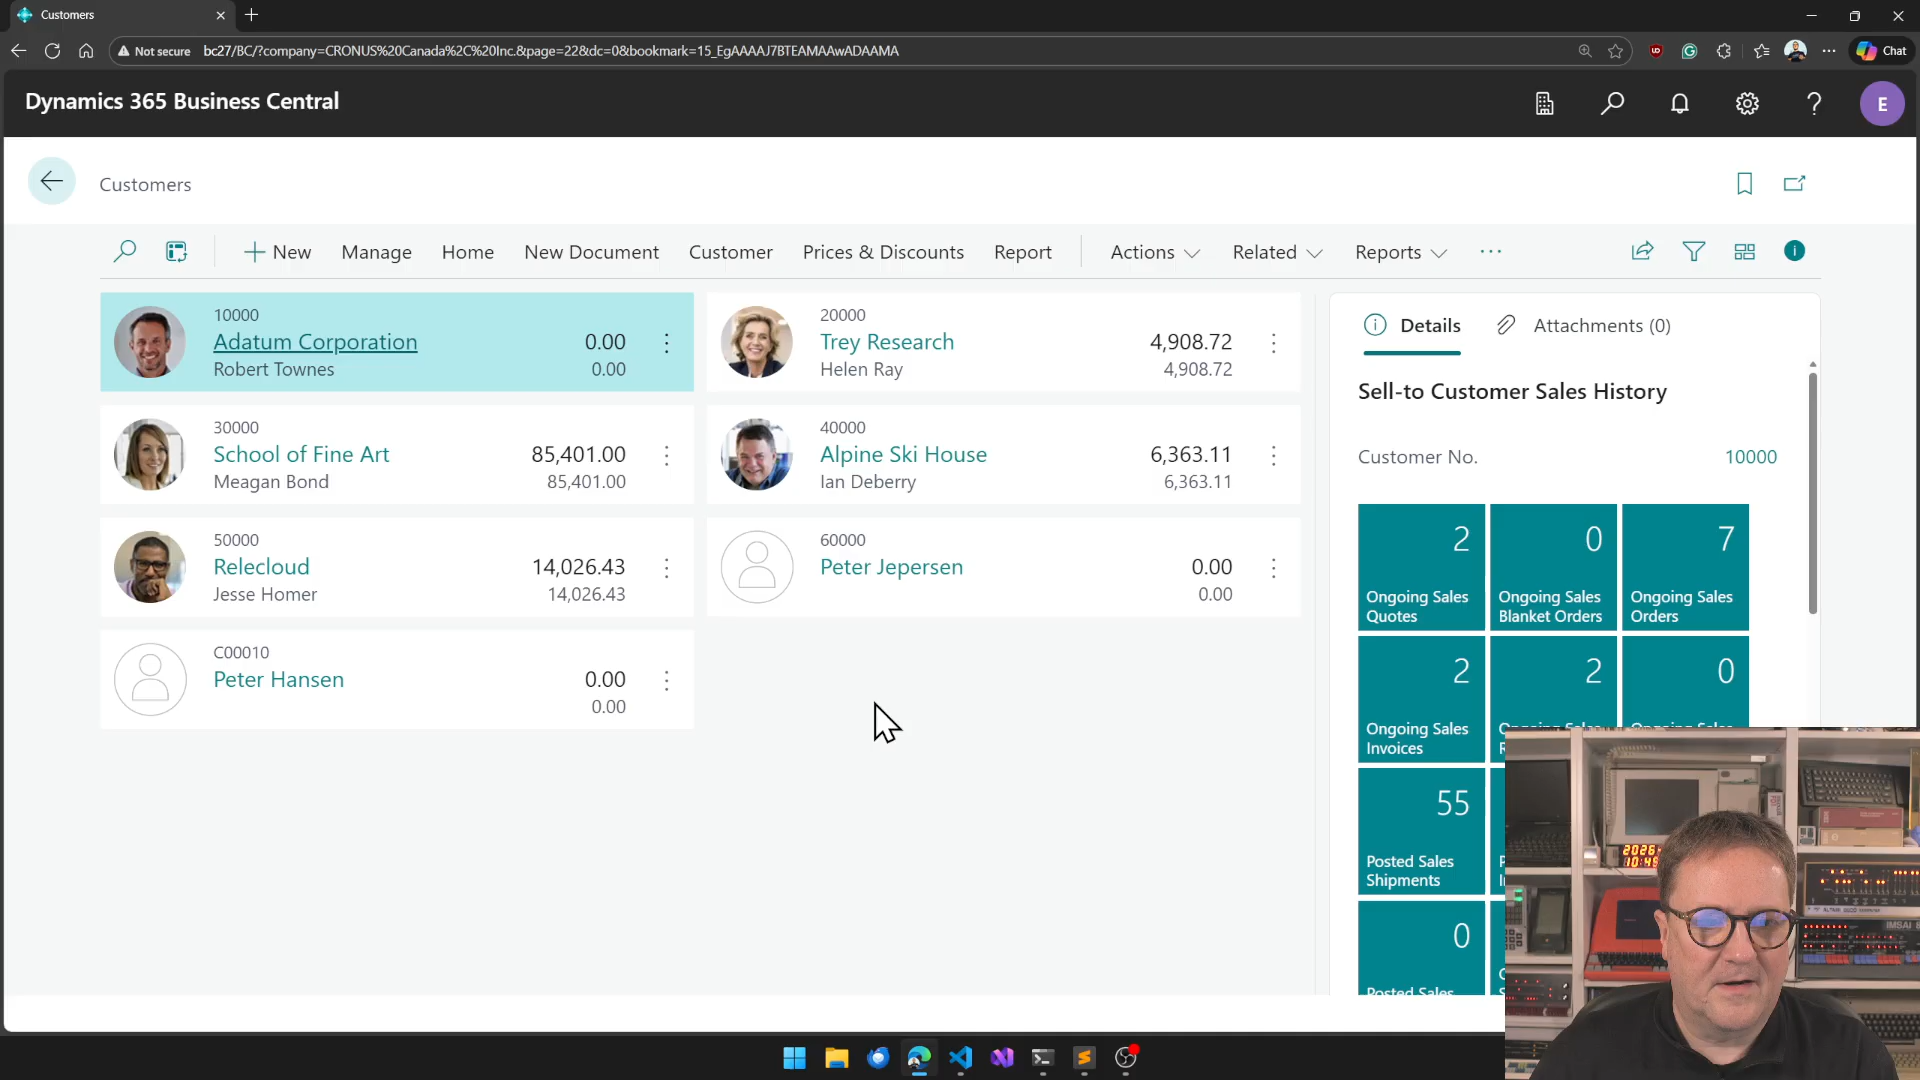 Customers
Not secure
bc27/BC/?company=CRONUS%20Canada%2C%20Inc.&page=22&dc=0&bookmark=15_EgAAAAJ7BTEAMAAwADAAMA
Chat
Dynamics 365 Business Central
E
Customers
New
Manage
Home
New Document
Customer
Prices & Discounts
Report
Actions
Related
Reports
10000
Adatum Corporation
0.00
Robert Townes
0.00
20000
Trey Research
4,908.72
Helen Ray
4,908.72
30000
School of Fine Art
85,401.00
Meagan Bond
85,401.00
40000
Alpine Ski House
6,363.11
Ian Deberry
6,363.11
50000
Relecloud
14,026.43
Jesse Homer
14,026.43
60000
Peter Jepersen
0.00
0.00
C00010
Peter Hansen
0.00
0.00
Details
Attachments (0)
Sell-to Customer Sales History
Customer No.
10000
2
Ongoing Sales
Quotes
0
Ongoing Sales
Blanket Orders
7
Ongoing Sales
Orders
2
Ongoing Sales
Invoices
2
Ongoing Sales
0
Ongoing Sales
55
Posted Sales
Shipments
0
Posted Sales
IMSAI